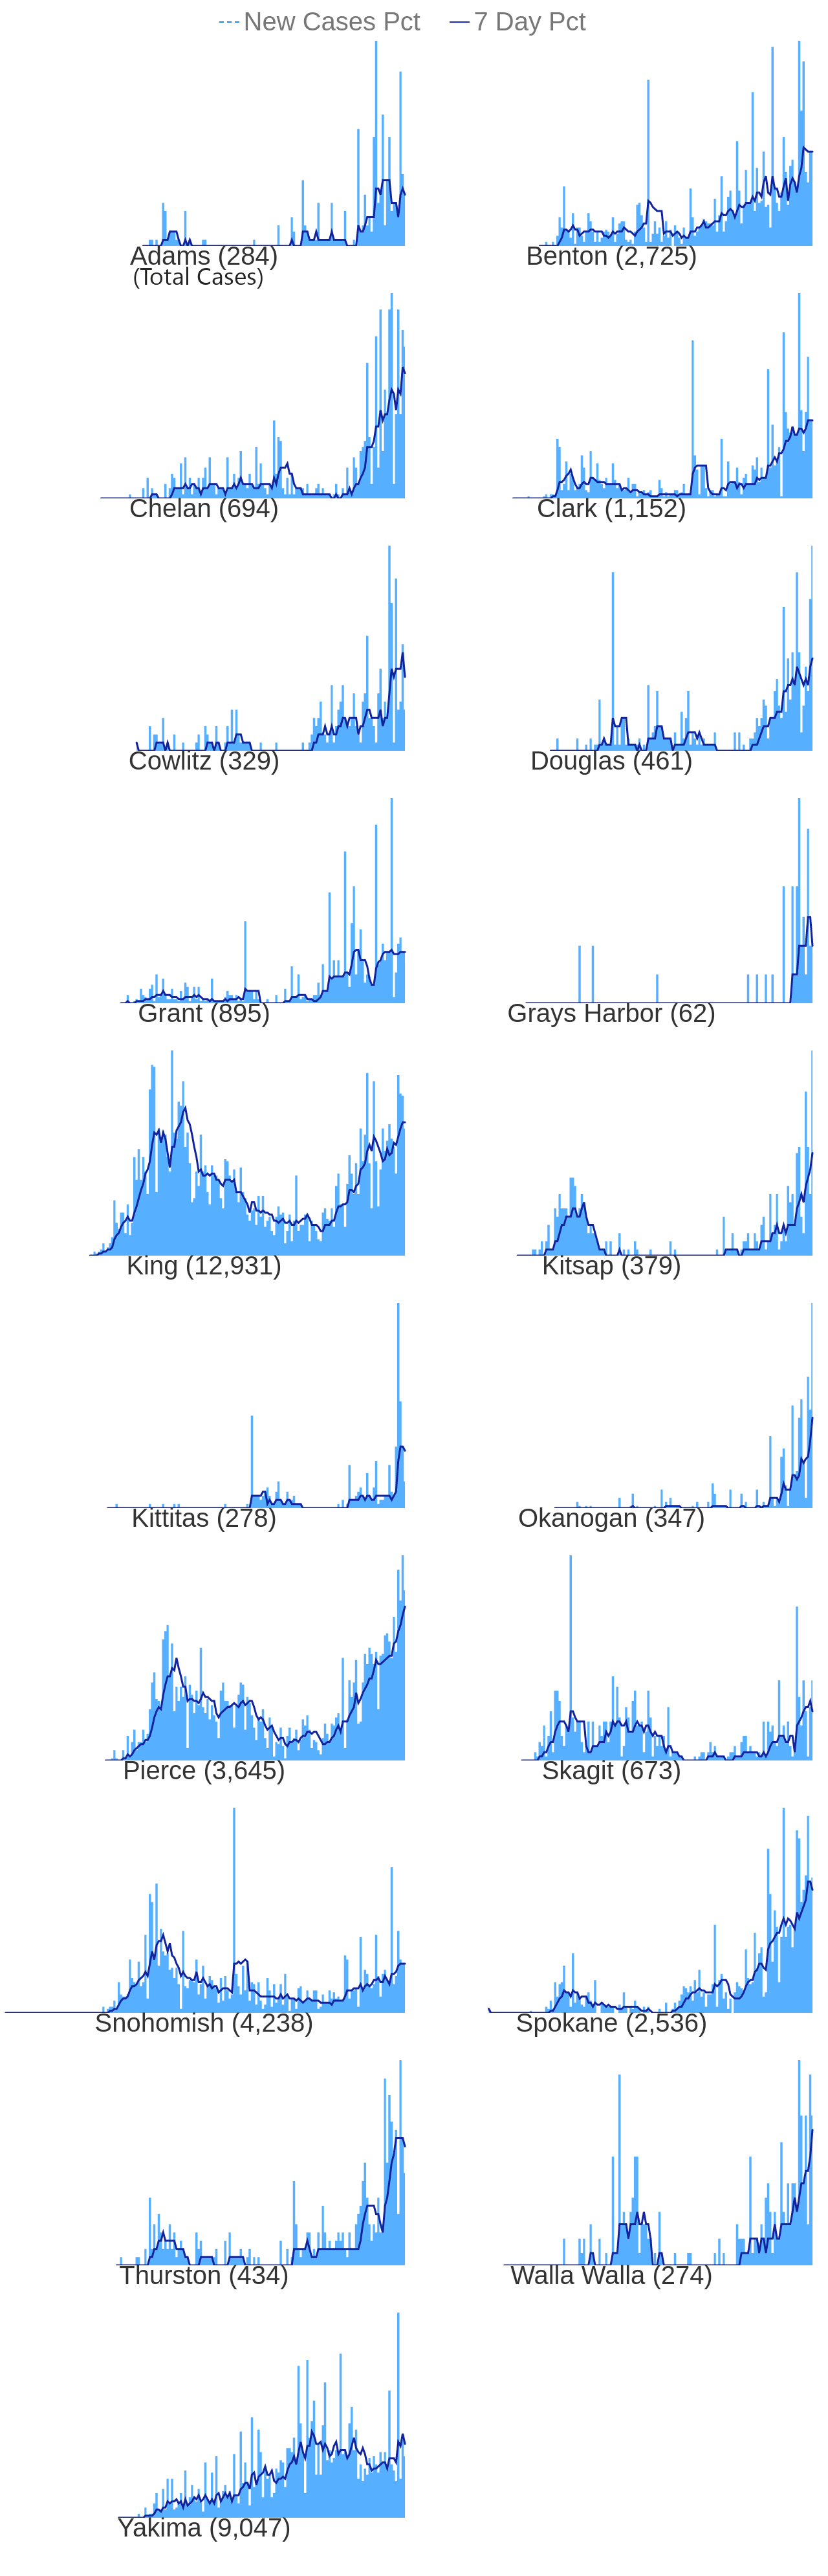 New Cases Pct 7 Day Pct
Adams (284) Benton (2,725)
(Total Cases)
Chelan (694) Clark (1,152)
Cowlitz (329) Douglas (461)
Grant (895) Grays Harbor (62)
King (12,931) Kitsap (379)
Kittitas (278) Okanogan (347)
Pierce (3,645) Skagit (673)
Snohomish (4,238) Spokane (2,536)
Thurston (434) Walla Walla (274)
Yakima (9,047)